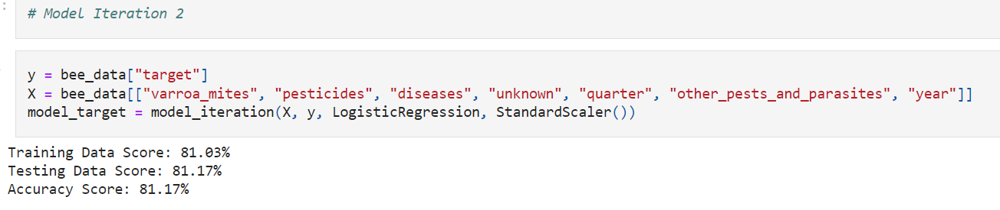 # Model Iteration 2
y = bee_data["target"]
X = bee_data[["varroa_mites", "pesticides", "diseases", "unknown", "quarter", "other_pests_and_parasites", "year"]]
model_target = model_iteration(X, y, LogisticRegression, StandardScaler())
Training Data Score: 81.03%
Testing Data Score: 81.17%
Accuracy Score: 81.17%